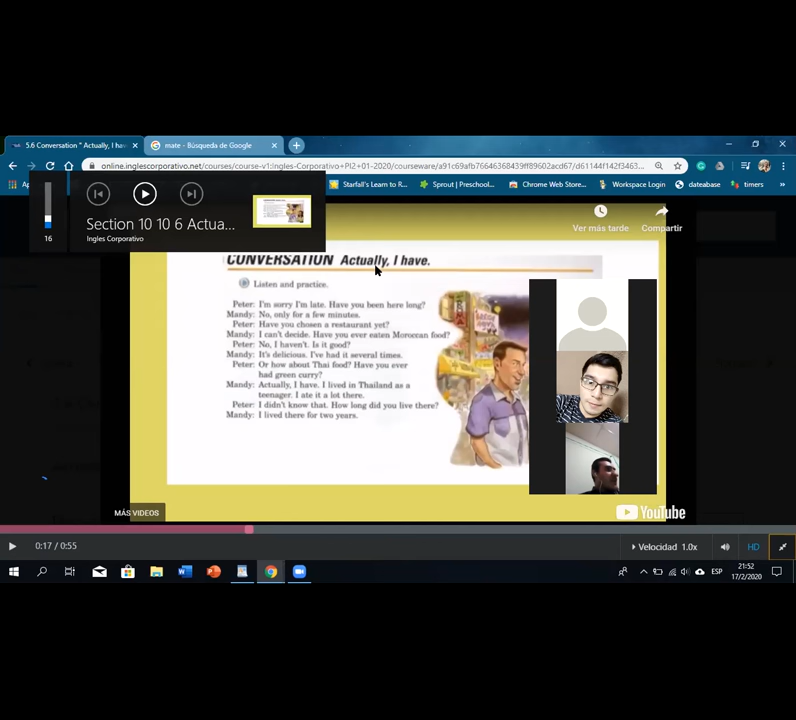 5.6 Conversation " Actually, I hav
mate - Búsqueda de Google
online.inglescorporativo.net/courses/course-v1:Ingles-Corporativo+PI2+01-2020/courseware/a91c69afb76646368439ff89602acd67/d61144f142f3463...
Starfall's Learn to R...
Sprout | Preschool...
Chrome Web Store...
Workspace Login
dateabase
timers
Section 10 10 6 Actua...
Ingles Corporativo
16
Ver más tarde
Compartir
CONVERSATION Actually, I have.
Listen and practice.
Peter: I'm sorry I'm late. Have you been here long?
Mandy: No, only for a few minutes.
Peter: Have you chosen a restaurant yet?
Mandy: I can't decide. Have you ever eaten Moroccan food?
Peter: No, I haven't. Is it good?
Mandy: It's delicious. I've had it several times.
Peter: Or how about Thai food? Have you ever
had green curry?
Mandy: Actually, I have. I lived in Thailand as a
teenager. I ate it a lot there.
Peter: I didn't know that. How long did you live there?
Mandy: I lived there for two years.
MÁS VIDEOS
YouTube
0:17 / 0:55
Velocidad 1.0x
HD
ESP
21:52
17/2/2020